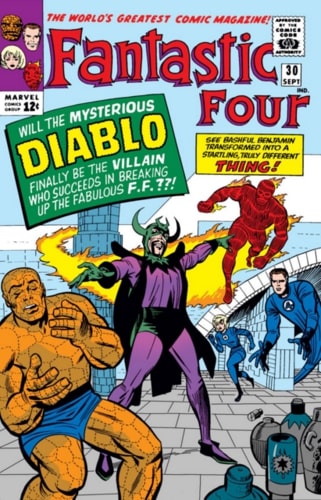 THE WORLD'S GREATEST COMIC MAGAZINE!
APPROVED
BY THE
COMICS
CODE
AUTHORITY
Fantastic
Four
MARVEL
COMICS
GROUP
12¢
30
SEPT
IND.
WILL THE MYSTERIOUS
DIABLO
FINALLY BE THE VILLAIN
WHO SUCCEEDS IN BREAKING
UP THE FABULOUS F.F.??!
SEE BASHFUL BENJAMIN
TRANSFORMED INTO A
STARTLING, TRULY DIFFERENT
THING!
4